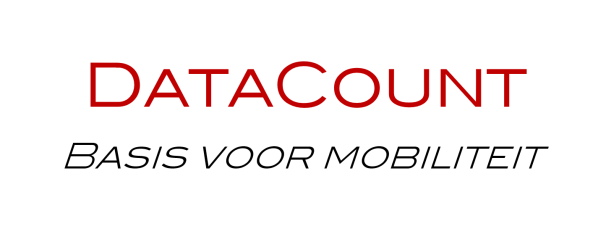 DATACOUNT
BASIS VOOR MOBILITEIT